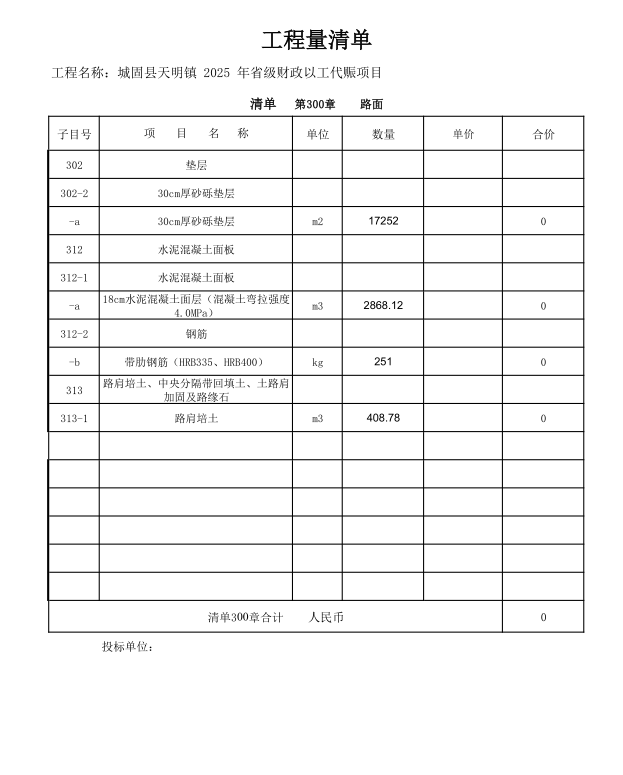 工程量清单
工程名称：城固县天明镇 2025 年省级财政以工代赈项目
清单 第300章 路面
子目号 项 目 名 称 单位 数量 单价 合价
302 垫层
302-2 30cm厚砂砾垫层
-a 30cm厚砂砾垫层 m2 17252 0
312 水泥混凝土面板
312-1 水泥混凝土面板
-a 18cm水泥混凝土面层（混凝土弯拉强度 m3 2868.12 0
4.0MPa）
312-2 钢筋
-b 带肋钢筋（HRB335、HRB400） kg 251 0
313 路肩培土、中央分隔带回填土、土路肩
加固及路缘石
313-1 路肩培土 m3 408.78 0
清单300章合计 人民币 0
投标单位：